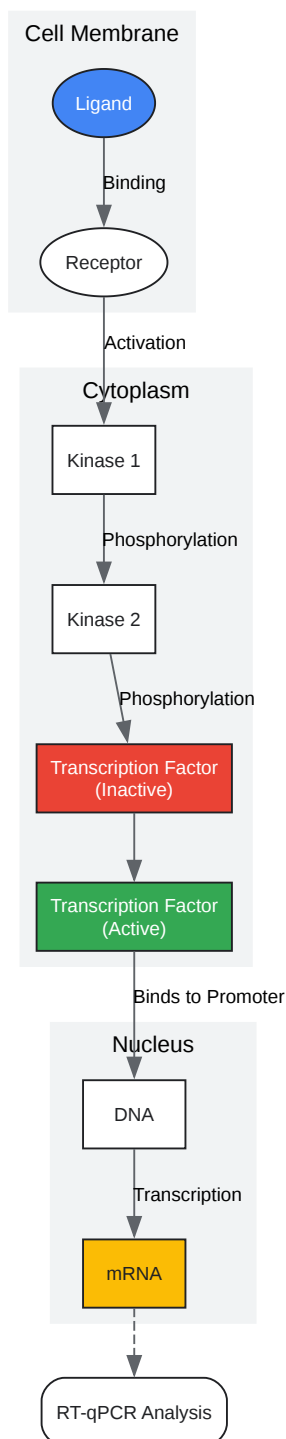 Cell Membrane
Ligand
Binding
Receptor
Activation
Cytoplasm
Kinase 1
Phosphorylation
Kinase 2
Phosphorylation
Transcription Factor
(Inactive)
Transcription Factor
(Active)
Binds to Promoter
Nucleus
DNA
Transcription
mRNA
RT-qPCR Analysis